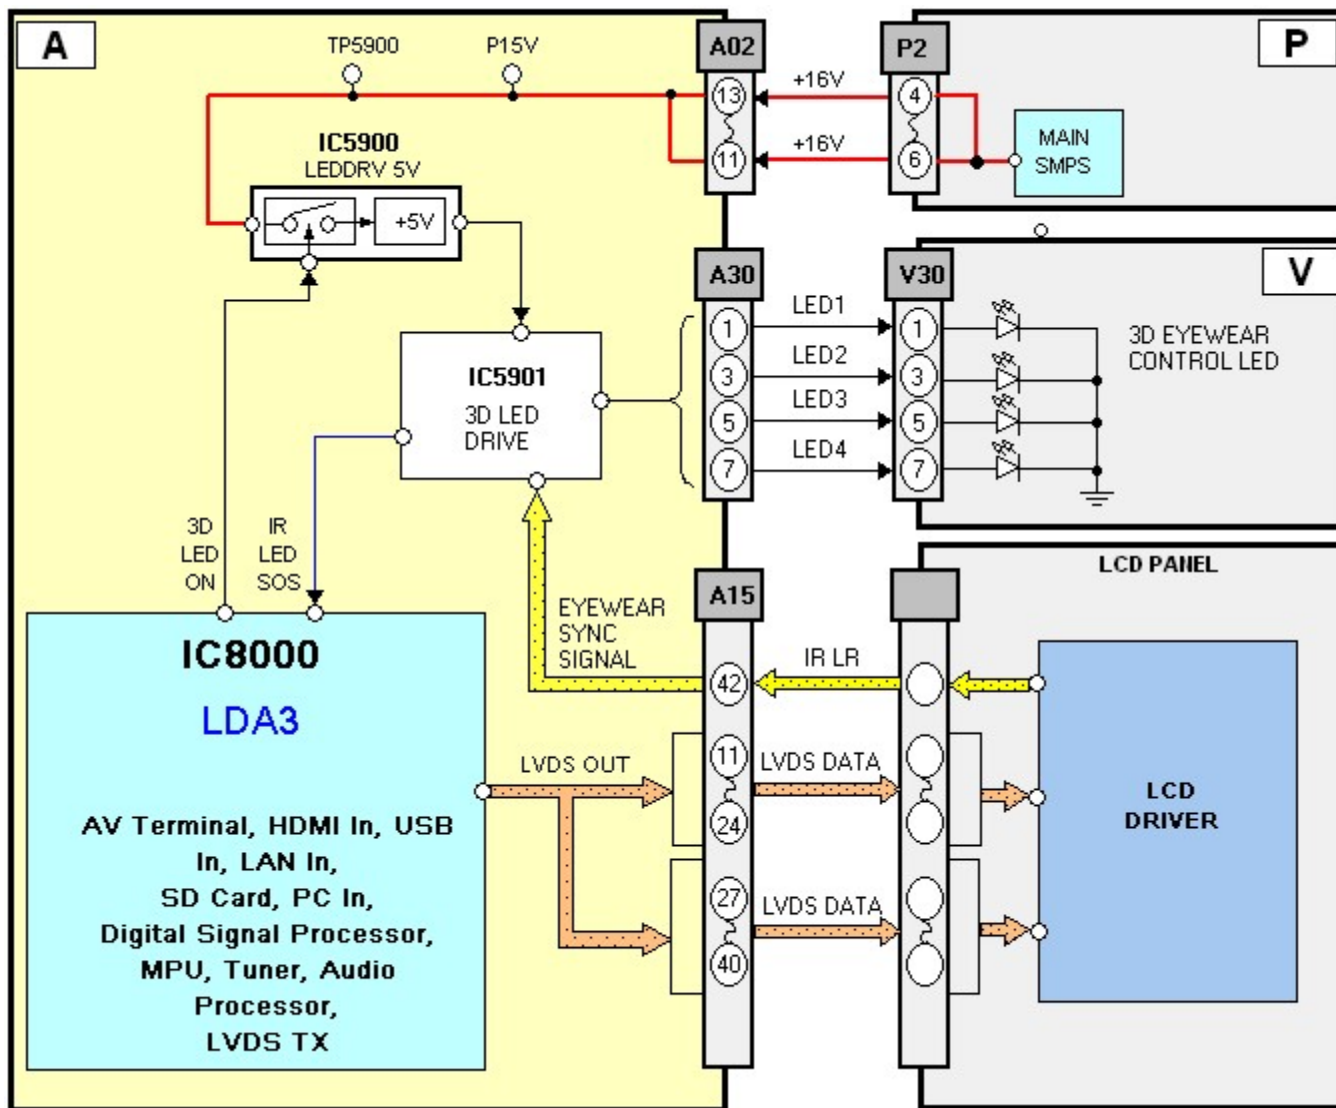 A
TP5900
P15V
A02
P2
P
13
+16V
4
11
+16V
6
MAIN
SMPS
IC5900
LEDDRV 5V
+5V
A30
V30
V
1
LED1
1
3
LED2
3
5
LED3
5
7
LED4
7
3D EYEWEAR
CONTROL LED
IC5901
3D LED
DRIVE
3D
LED
ON
IR
LED
SOS
EYEWEAR
SYNC
SIGNAL
A15
LCD PANEL
42
IR LR
IC8000
LDA3
AV Terminal, HDMI In, USB
In, LAN In,
SD Card, PC In,
Digital Signal Processor,
MPU, Tuner, Audio
Processor,
LVDS TX
LVDS OUT
11
LVDS DATA
24
27
LVDS DATA
40
LCD
DRIVER